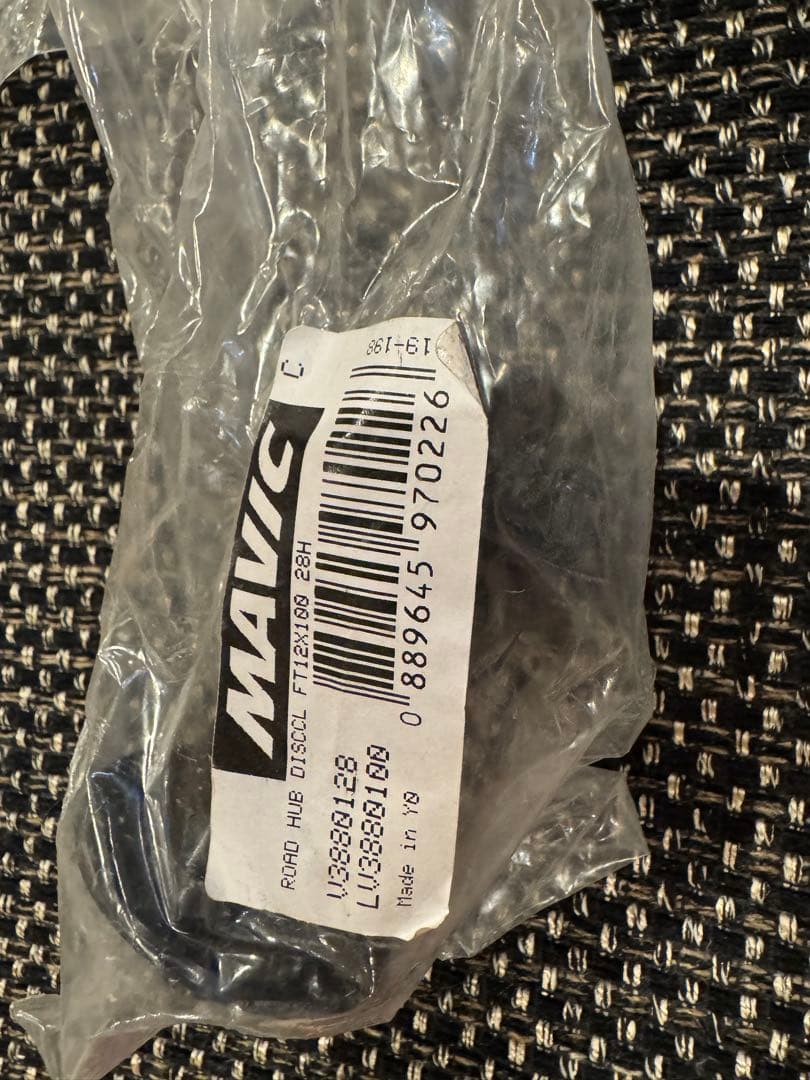 C
19-198
MAVIC
ROAD HUB DISCCL FT12X100 28H
0 889645 970226
V3880128
LV3880100
Made in Y0